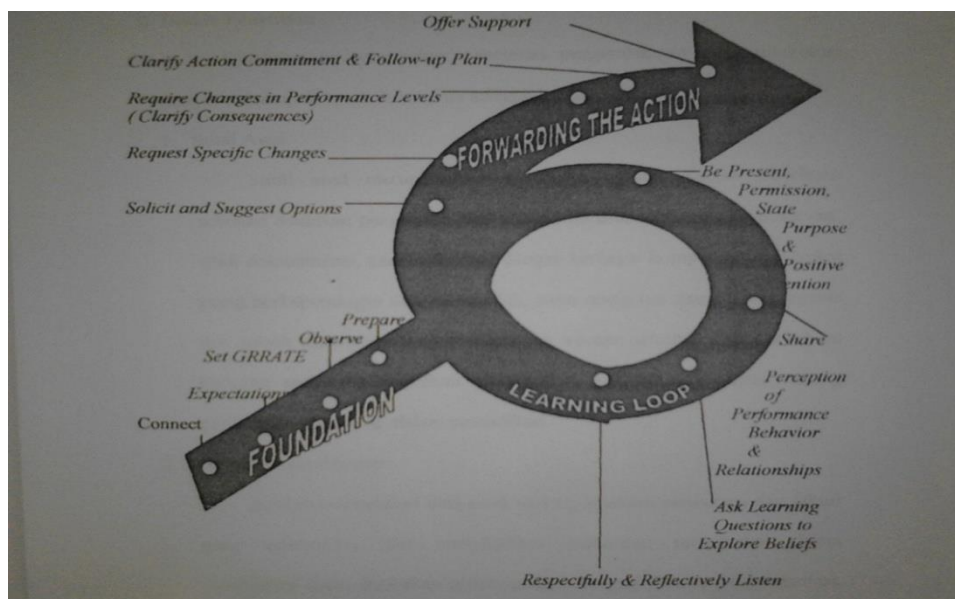 Offer Support
Clarify Action Commitment & Follow-up Plan
Require Changes in Performance Levels
( Clarify Consequences)
FORWARDING THE ACTION
Request Specific Changes
Solicit and Suggest Options
Be Present,
Permission,
State
Purpose
&
Positive
Prepare
Observe
Set GRRATE
Expectation
Connect
FOUNDATION
LEARNING LOOP
Share
Perception
of
Performance
Behavior
&
Relationships
Ask Learning
Questions to
Explore Beliefs
Respectfully & Reflectively Listen